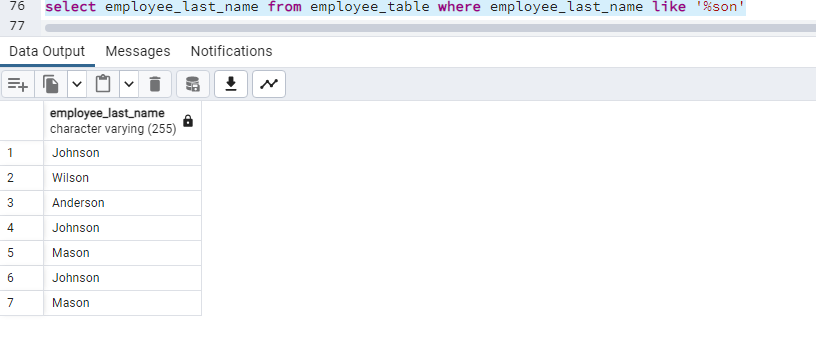 76 select employee_last_name from employee_table where employee_last_name like '%son'
77
Data Output Messages Notifications
employee_last_name
character varying (255)
1 Johnson
2 Wilson
3 Anderson
4 Johnson
5 Mason
6 Johnson
7 Mason